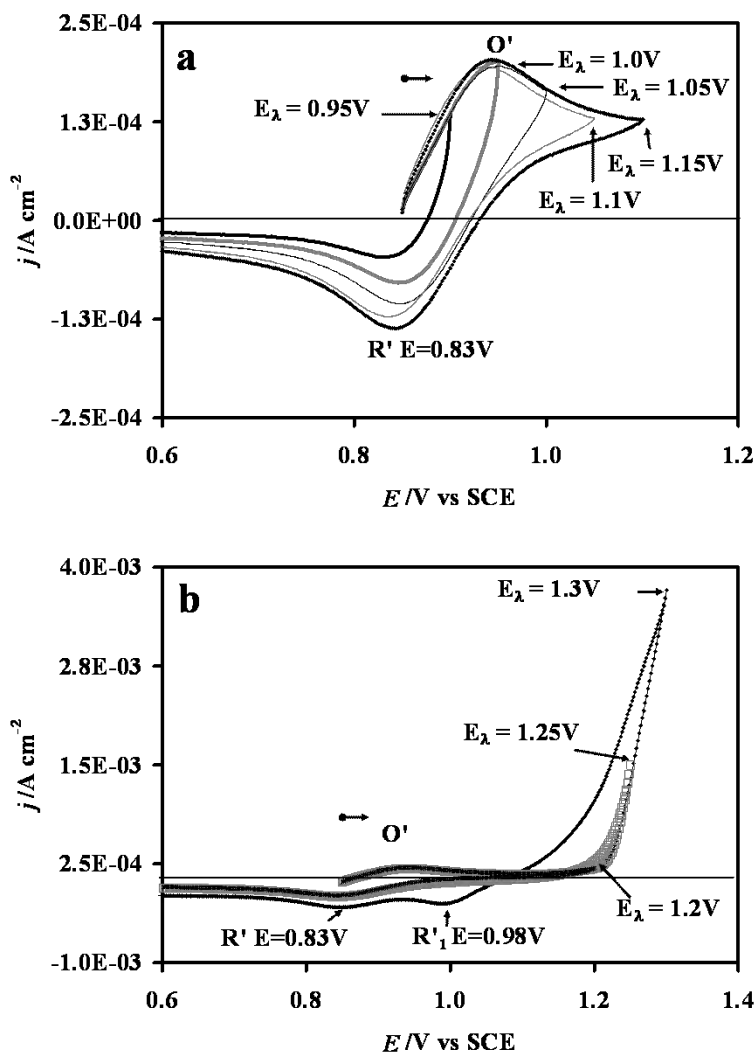 2.5E-04
a
O'
Eλ = 1.0V
Eλ = 1.05V
Eλ = 0.95V
1.3E-04
Eλ = 1.15V
Eλ = 1.1V
0.0E+00
j /A cm⁻²
-1.3E-04
R' E=0.83V
-2.5E-04
0.6 0.8 1.0 1.2
E /V vs SCE
4.0E-03
b
Eλ = 1.3V
2.8E-03
Eλ = 1.25V
1.5E-03
j /A cm⁻²
O'
2.5E-04
Eλ = 1.2V
R' E=0.83V R'₁ E=0.98V
-1.0E-03
0.6 0.8 1.0 1.2 1.4
E /V vs SCE